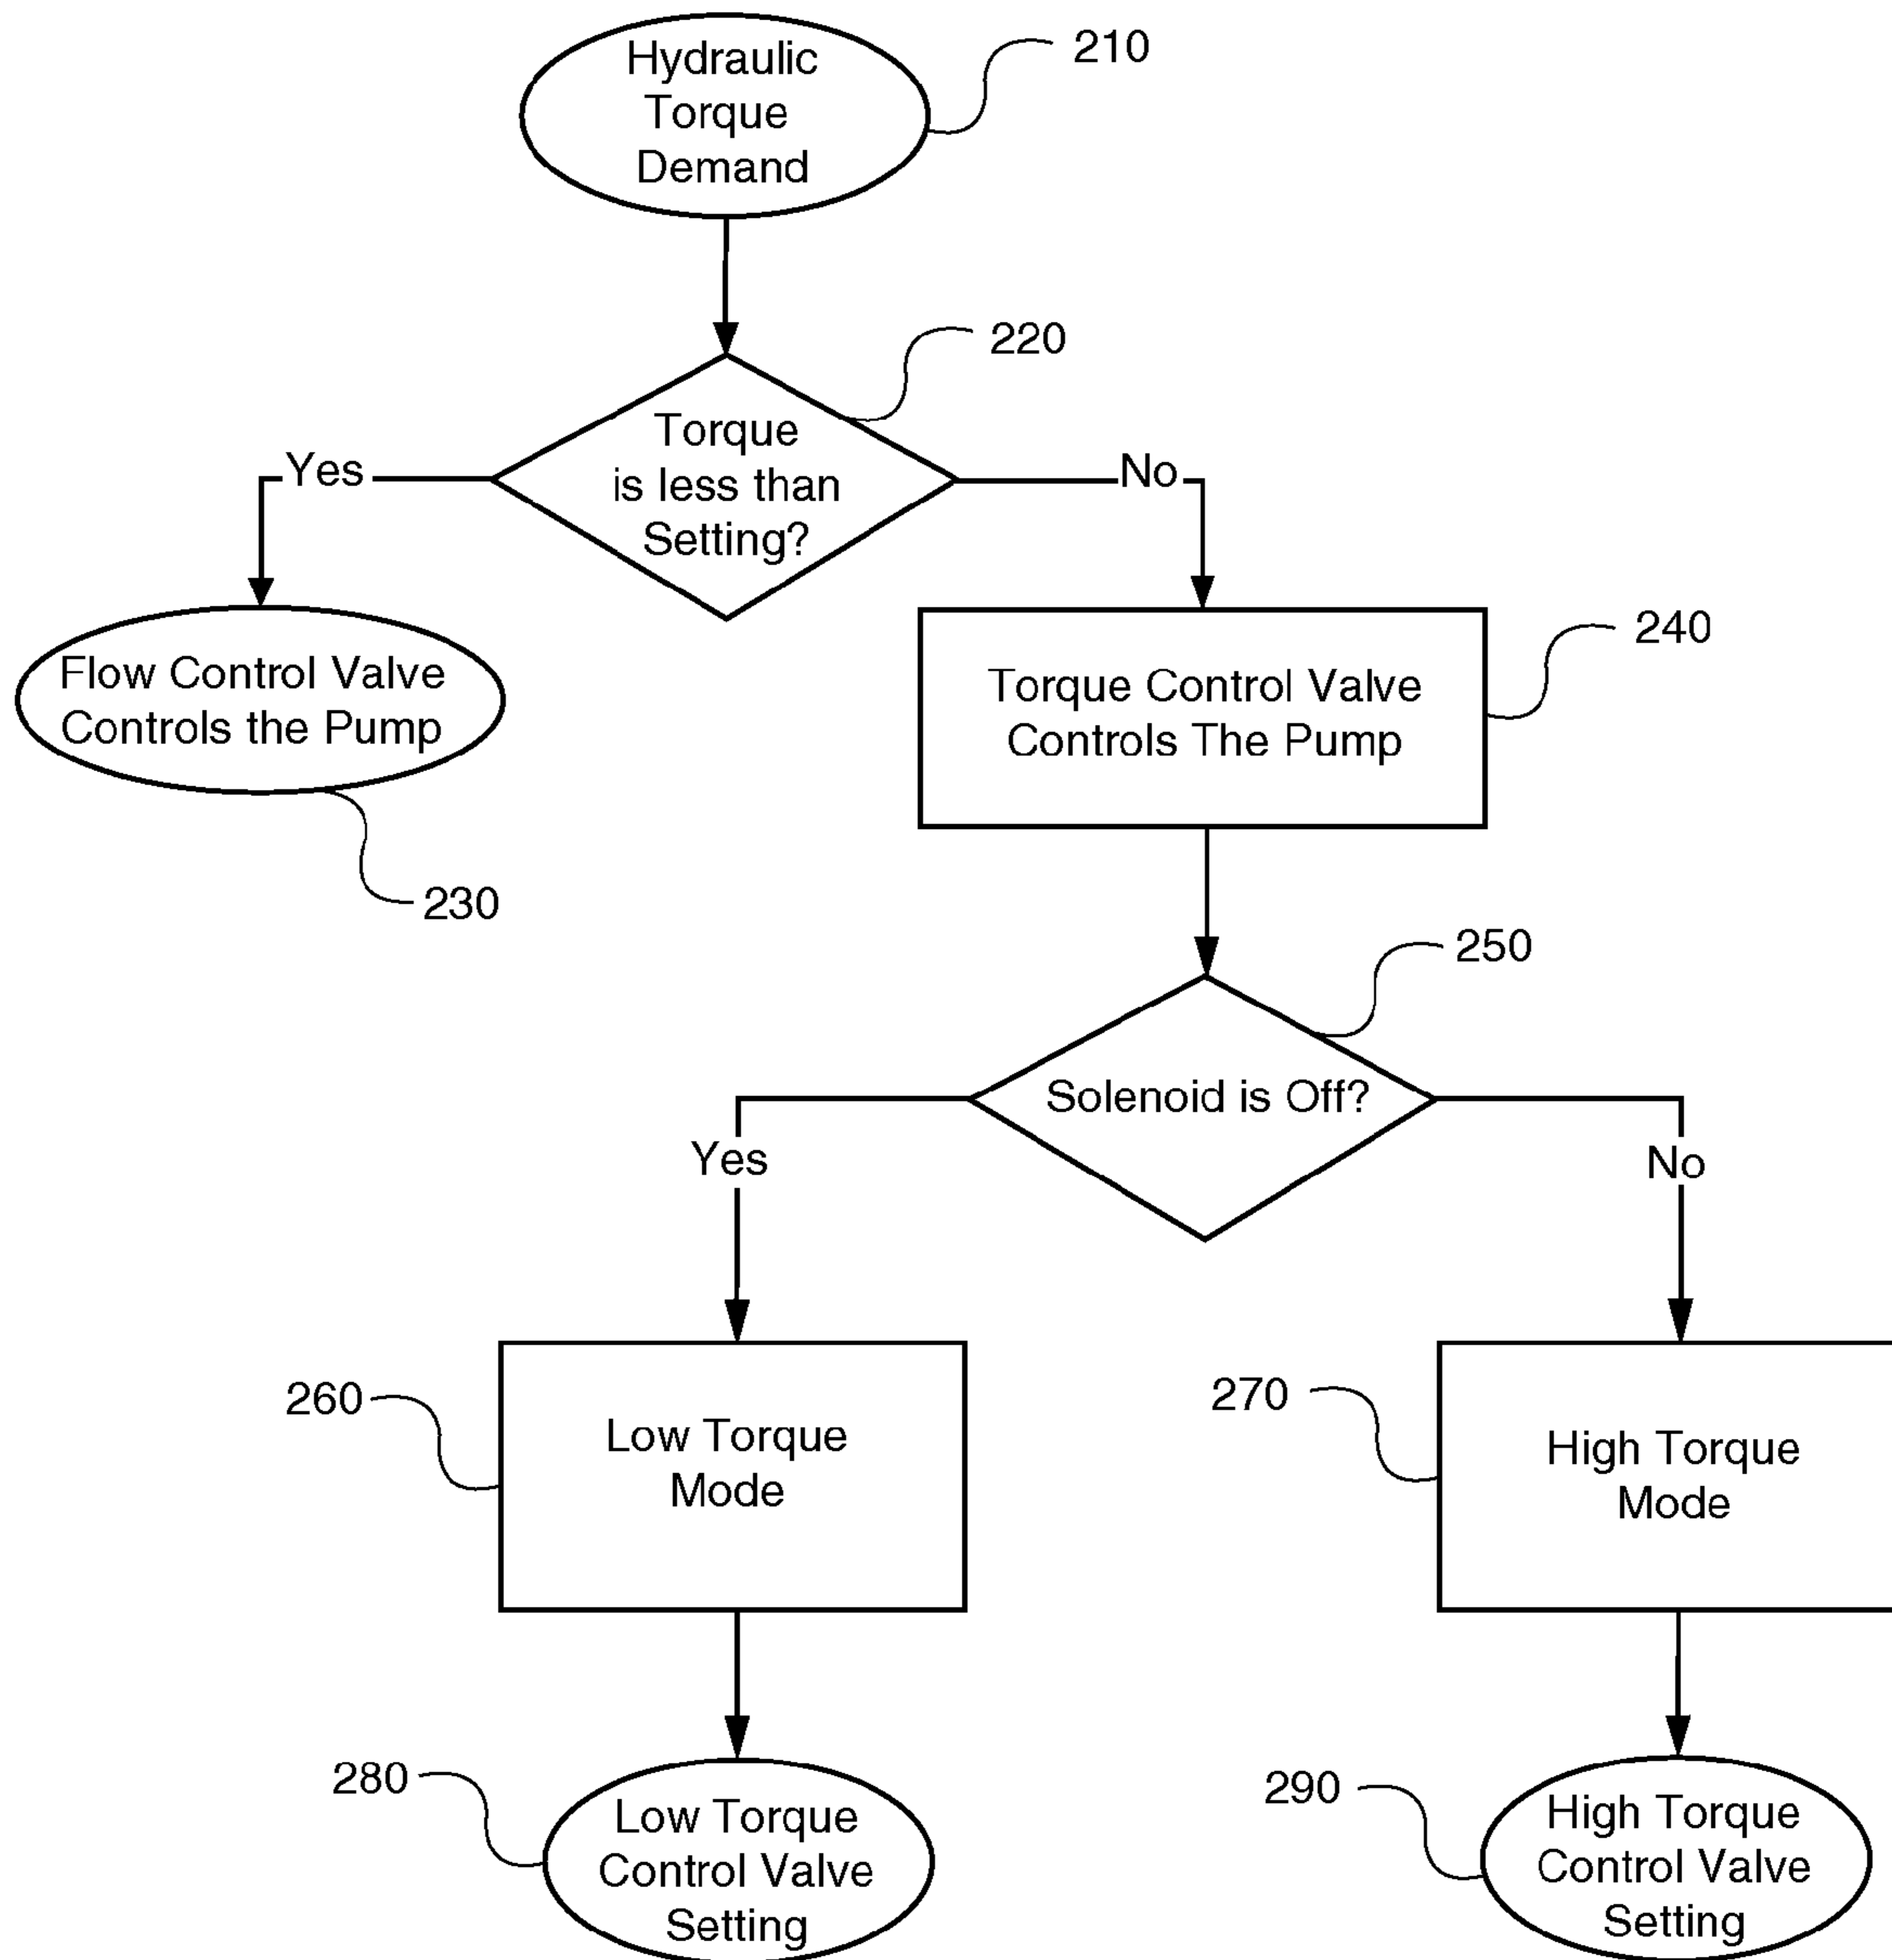 Hydraulic
Torque
Demand
210
220
Torque
is less than
Setting?
Yes
No
Flow Control Valve
Controls the Pump
230
240
Torque Control Valve
Controls The Pump
250
Solenoid is Off?
Yes
No
260
Low Torque
Mode
270
High Torque
Mode
280
Low Torque
Control Valve
Setting
290
High Torque
Control Valve
Setting